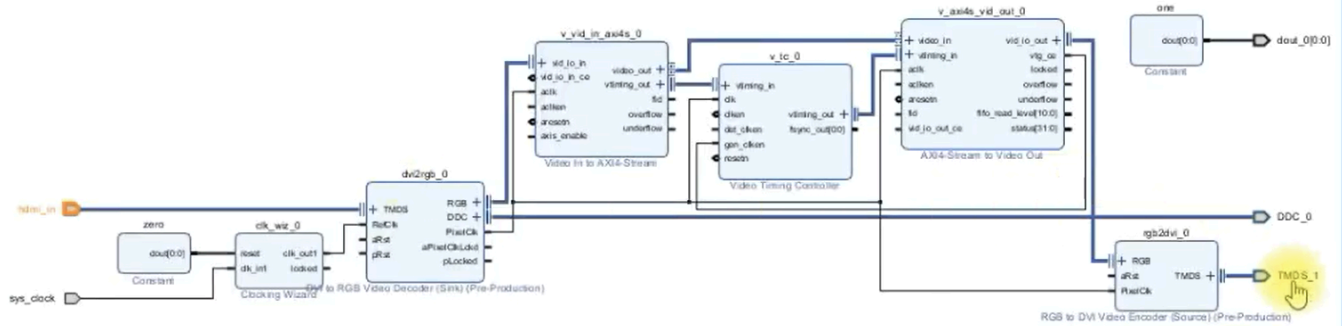 one
dout[0:0]
dout_0[0:0]
Constant
v_axi4s_vid_out_0
video_in
vid_io_out
vtiming_in
vtg_ce
aclk
locked
aclken
overflow
aresetn
underflow
fid
fifo_read_level[10:0]
vid_io_out_ce
status[31:0]
AXI4-Stream to Video Out
v_vid_in_axi4s_0
vid_io_in
video_out
vid_io_in_ce
vtiming_out
aclk
fid
aclken
overflow
aresetn
underflow
axis_enable
Video In to AXI4-Stream
v_tc_0
vtiming_in
clk
clken
vtiming_out
det_clken
fsync_out[0:0]
gen_clken
resetn
Video Timing Controller
dvi2rgb_0
hdmi_in
TMDS
RGB
DDC
RefClk
PixelClk
aRst
aPixelClkLckd
pRst
pLocked
DVI to RGB Video Decoder (Sink) (Pre-Production)
DDC_0
zero
dout[0:0]
Constant
clk_wiz_0
reset
clk_out1
clk_in1
locked
Clocking Wizard
sys_clock
rgb2dvi_0
RGB
aRst
TMDS
PixelClk
TMDS_1
RGB to DVI Video Encoder (Source) (Pre-Production)